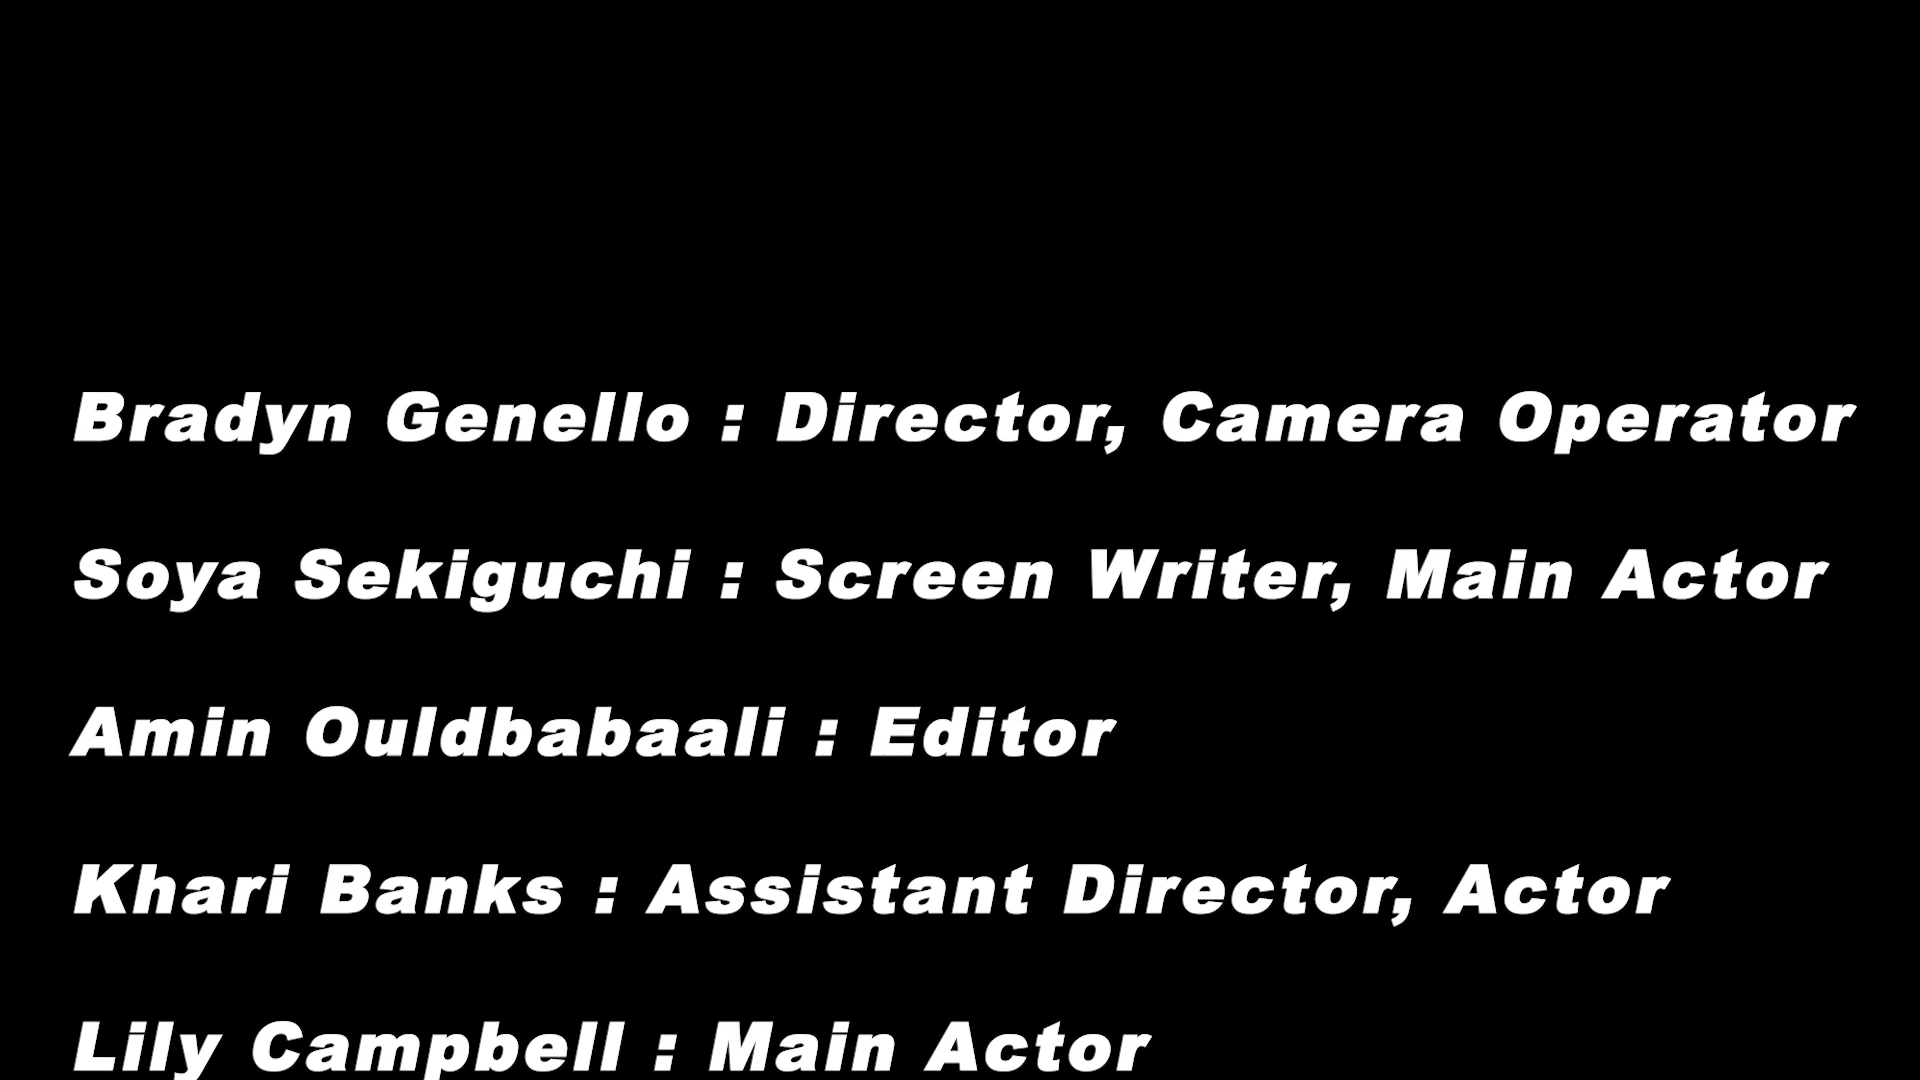 Bradyn Genello : Director, Camera Operator
Soya Sekiguchi : Screen Writer, Main Actor
Amin Ouldbabaali : Editor
Khari Banks : Assistant Director, Actor
Lily Campbell : Main Actor